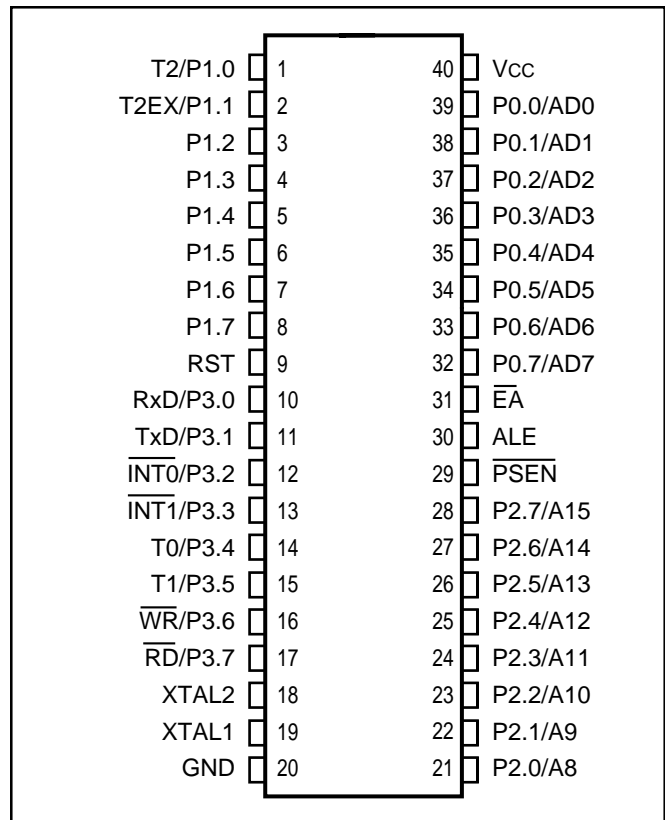 T2/P1.0 1 40 Vcc
T2EX/P1.1 2 39 P0.0/AD0
P1.2 3 38 P0.1/AD1
P1.3 4 37 P0.2/AD2
P1.4 5 36 P0.3/AD3
P1.5 6 35 P0.4/AD4
P1.6 7 34 P0.5/AD5
P1.7 8 33 P0.6/AD6
RST 9 32 P0.7/AD7
RxD/P3.0 10 31 E̅A̅
TxD/P3.1 11 30 ALE
I̅N̅T̅0̅/P3.2 12 29 P̅S̅E̅N̅
I̅N̅T̅1̅/P3.3 13 28 P2.7/A15
T0/P3.4 14 27 P2.6/A14
T1/P3.5 15 26 P2.5/A13
W̅R̅/P3.6 16 25 P2.4/A12
R̅D̅/P3.7 17 24 P2.3/A11
XTAL2 18 23 P2.2/A10
XTAL1 19 22 P2.1/A9
GND 20 21 P2.0/A8